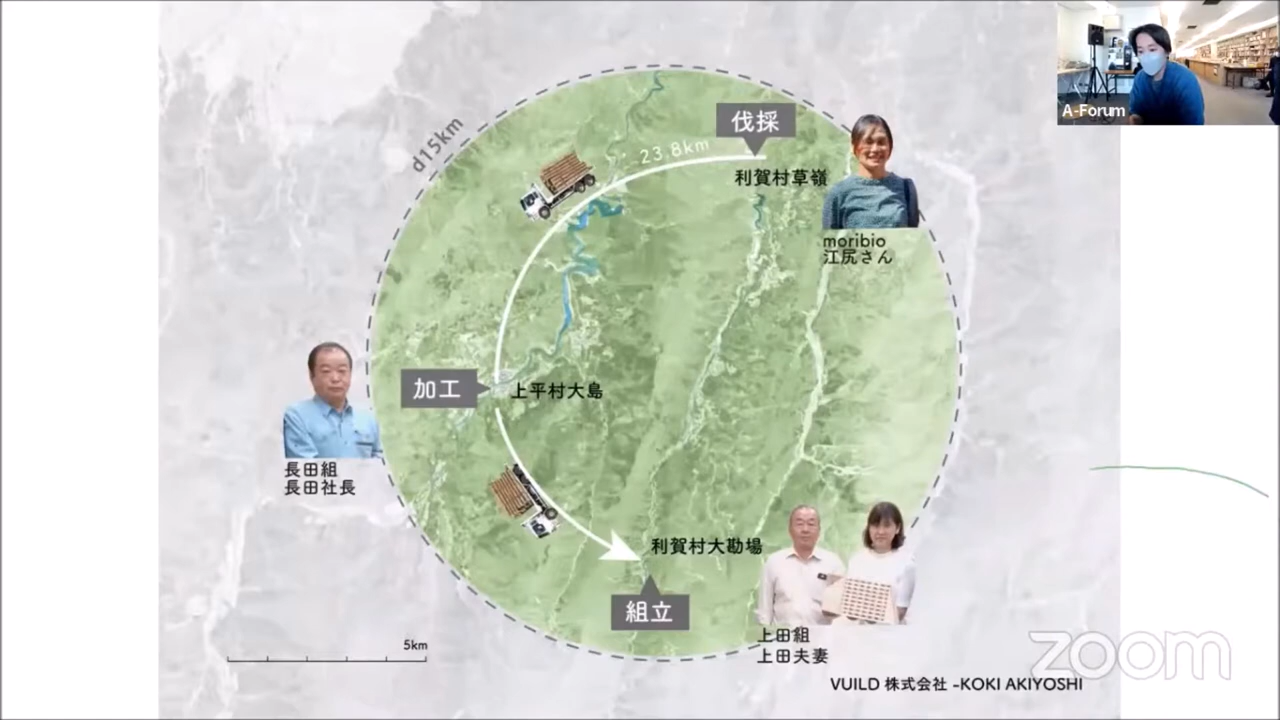 A-Forum
d15km
伐採
23.8km
利賀村草嶺
moribio
江尻さん
加工
上平村大島
長田組
長田社長
利賀村大勘場
組立
上田組
上田夫妻
5km
zoom
VUILD 株式会社 -KOKI AKIYOSHI